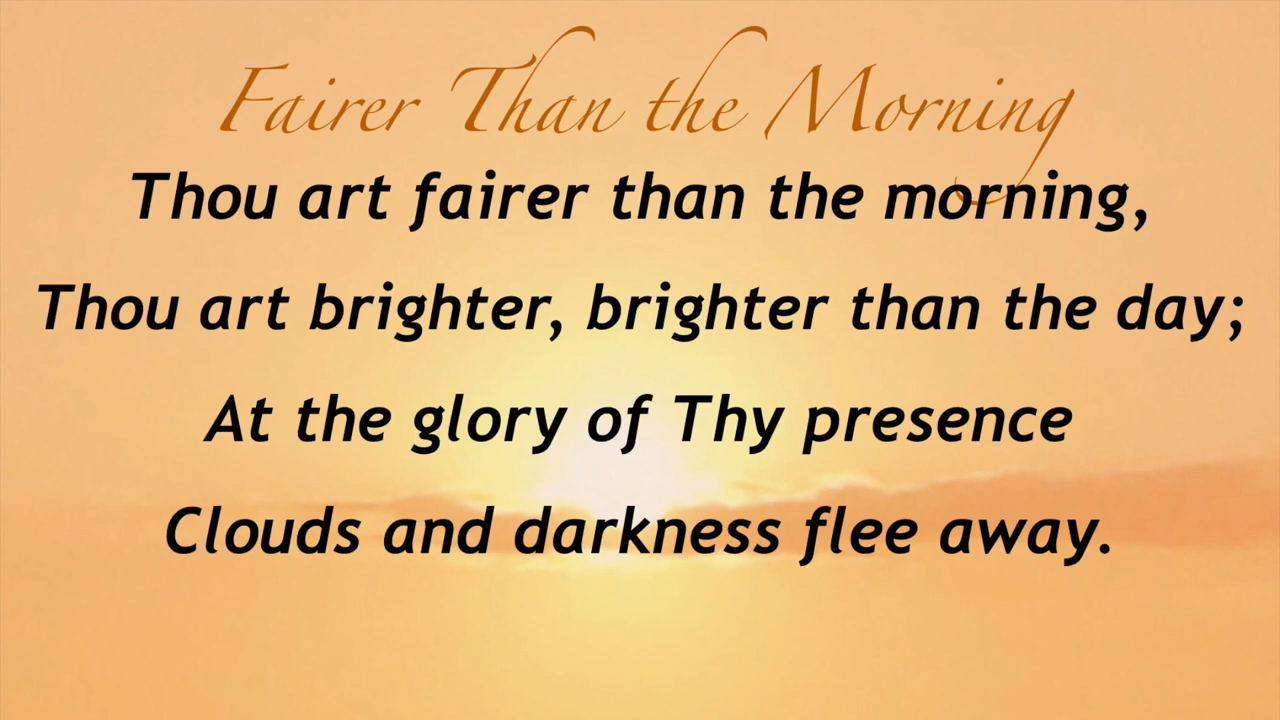 Fairer Than the Morning
Thou art fairer than the morning,
Thou art brighter, brighter than the day;
At the glory of Thy presence
Clouds and darkness flee away.